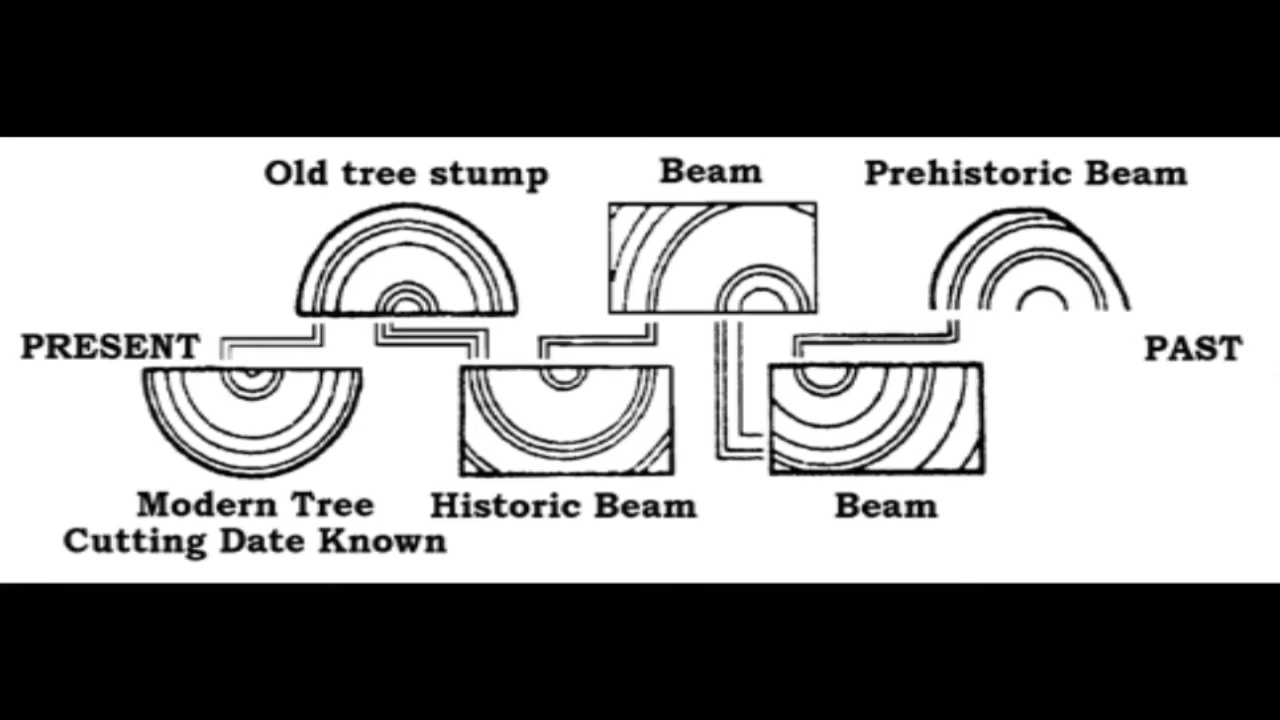 Old tree stump
Beam
Prehistoric Beam
PRESENT
PAST
Modern Tree
Cutting Date Known
Historic Beam
Beam